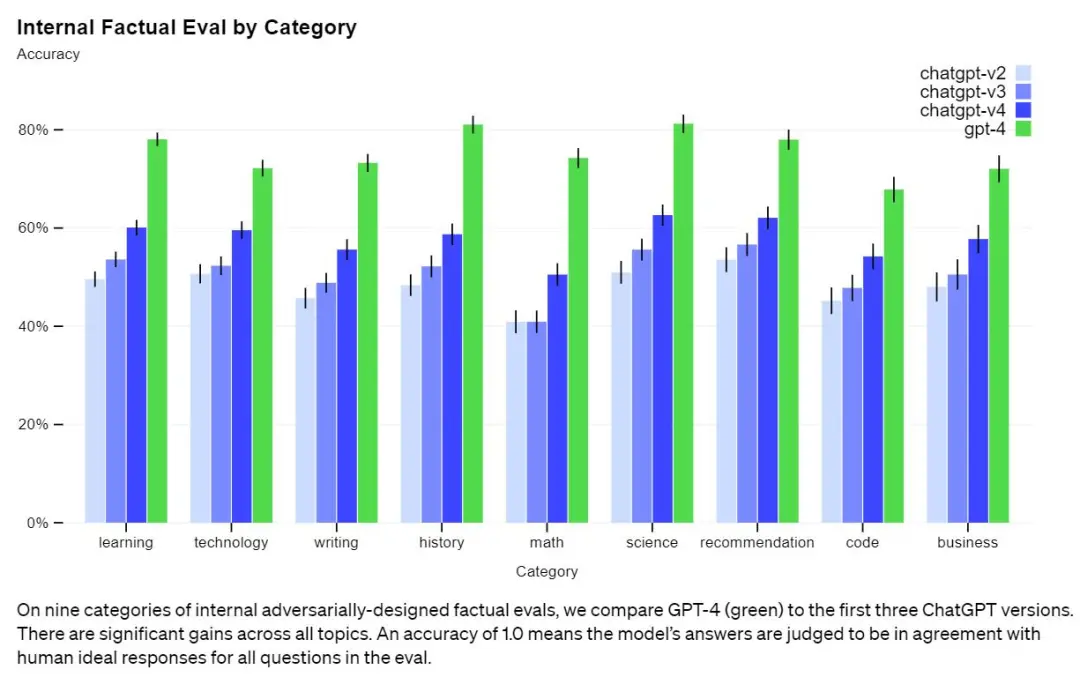 Internal Factual Eval by Category
Accuracy
chatgpt-v2
chatgpt-v3
chatgpt-v4
gpt-4
80%
60%
40%
20%
0%
learning technology writing history math science recommendation code business
Category
On nine categories of internal adversarially-designed factual evals, we compare GPT-4 (green) to the first three ChatGPT versions.
There are significant gains across all topics. An accuracy of 1.0 means the model’s answers are judged to be in agreement with
human ideal responses for all questions in the eval.